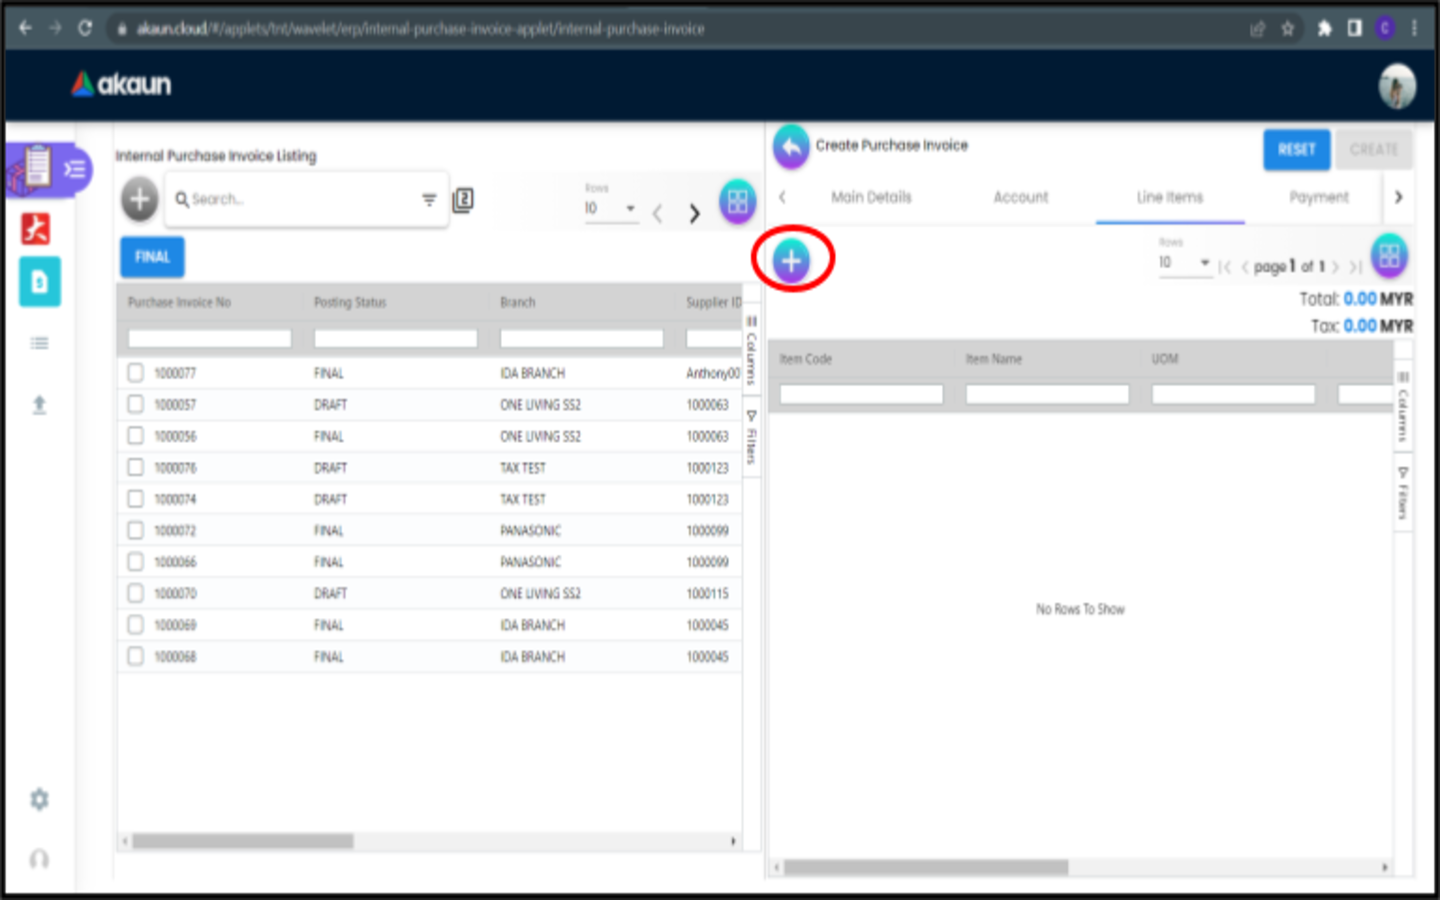 akaun.cloud/#/applets/tnt/wavelet/erp/internal-purchase-invoice-applet/internal-purchase-invoice
C
akaun
Internal Purchase Invoice Listing
Search...
2
Rows
10
FINAL
Purchase Invoice No Posting Status Branch Supplier ID
1000077 FINAL IDA BRANCH Anthony00
1000057 DRAFT ONE LIVING SS2 1000063
1000056 FINAL ONE LIVING SS2 1000063
1000076 DRAFT TAX TEST 1000123
1000074 DRAFT TAX TEST 1000123
1000072 FINAL PANASONIC 1000099
1000066 FINAL PANASONIC 1000099
1000070 DRAFT ONE LIVING SS2 1000115
1000069 FINAL IDA BRANCH 1000045
1000068 FINAL IDA BRANCH 1000045
Columns
Filters
Create Purchase Invoice
RESET CREATE
Main Details Account Line Items Payment
Rows
10
page 1 of 1
Total: 0.00 MYR
Tax: 0.00 MYR
Item Code Item Name UOM
No Rows To Show
Columns
Filters